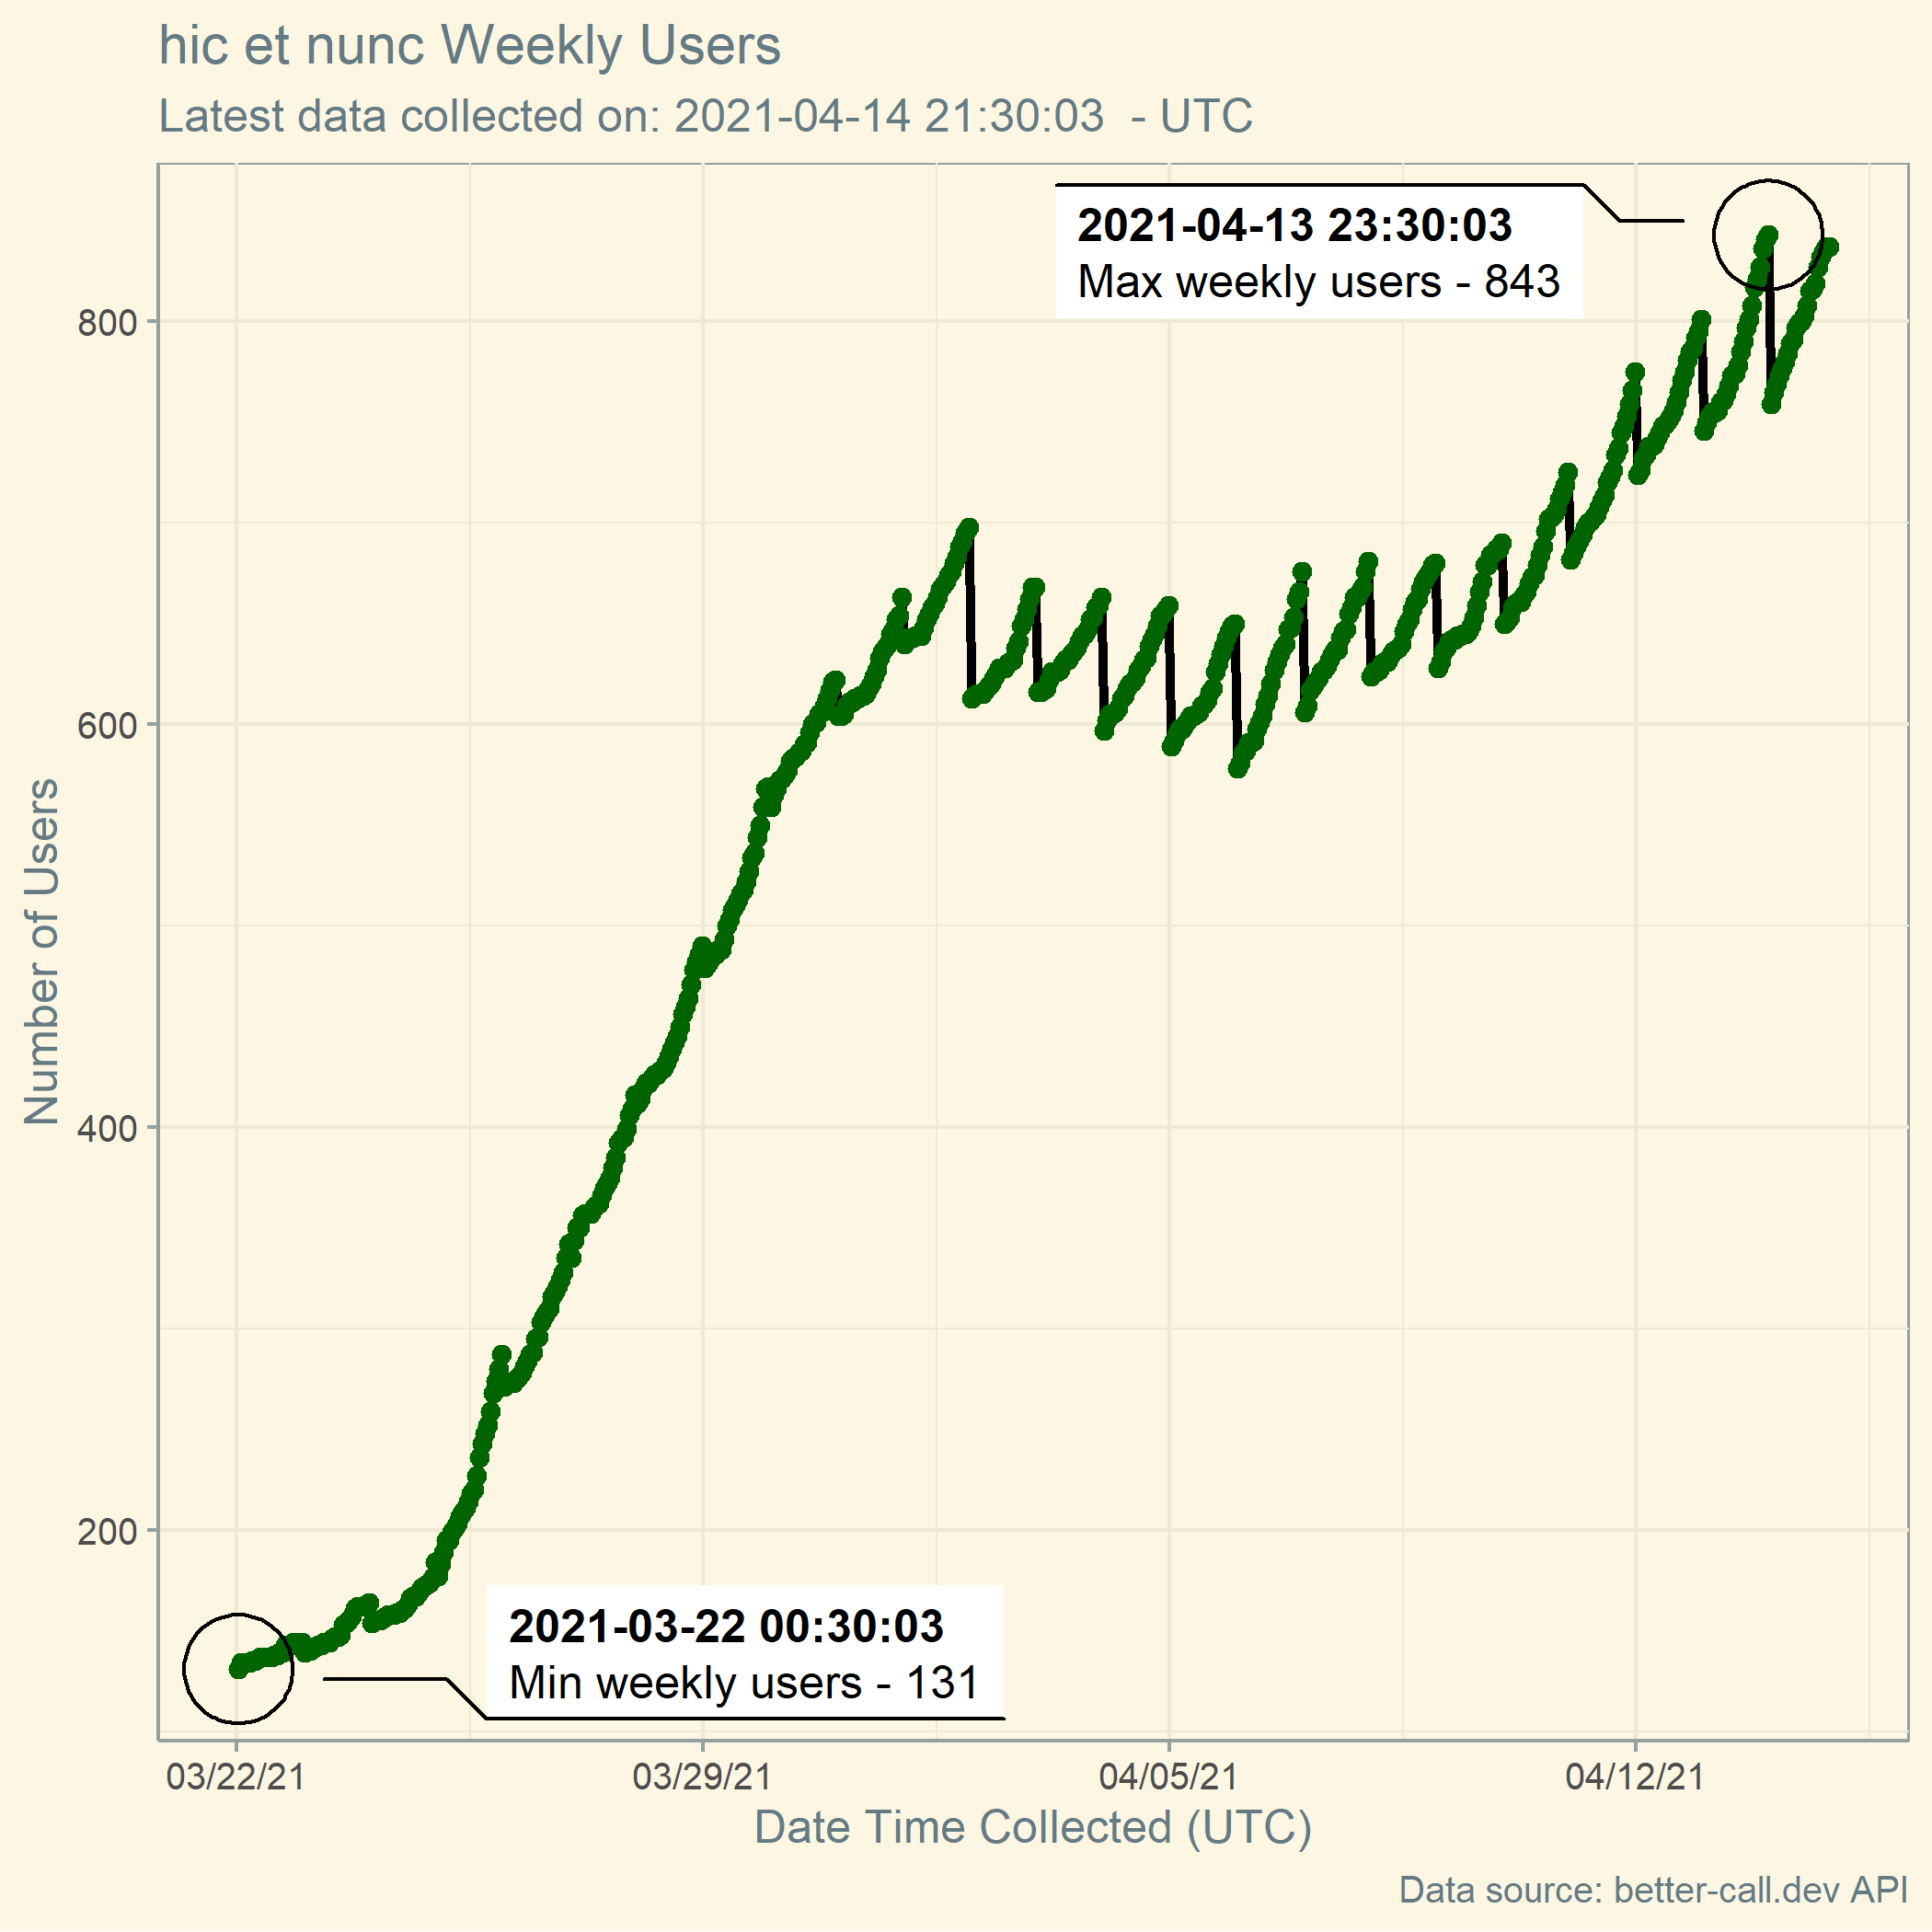 hic et nunc Weekly Users
Latest data collected on: 2021-04-14 21:30:03  - UTC
2021-04-13 23:30:03
Max weekly users - 843
800
600
400
200
Number of Users
2021-03-22 00:30:03
Min weekly users - 131
03/22/21
03/29/21
04/05/21
04/12/21
Date Time Collected (UTC)
Data source: better-call.dev API